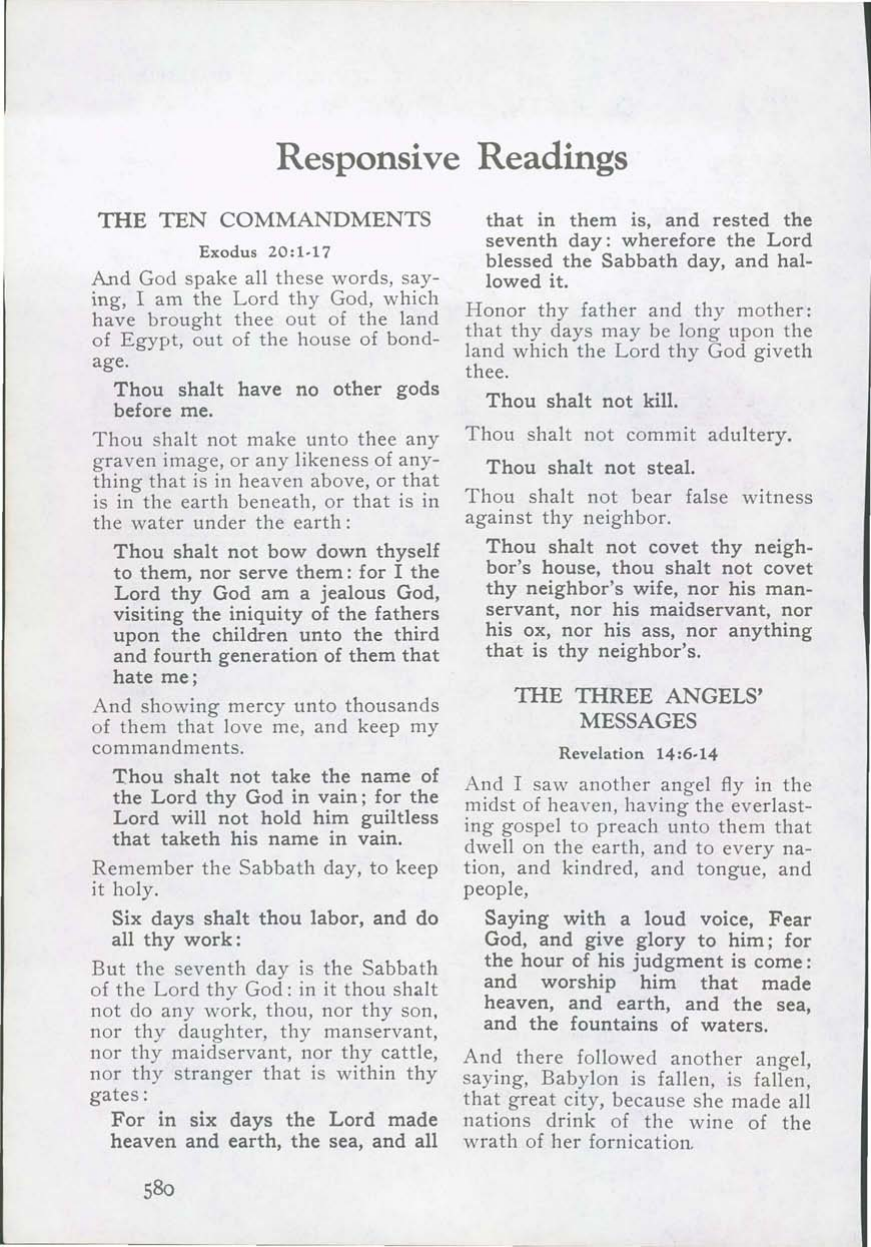 Responsive Readings
THE TEN COMMANDMENTS
Exodus 20:1-17
And God spake all these words, say-
ing, I am the Lord thy God, which
have brought thee out of the land
of Egypt, out of the house of bond-
age.
Thou shalt have no other gods
before me.
Thou shalt not make unto thee any
graven image, or any likeness of any-
thing that is in heaven above, or that
is in the earth beneath, or that is in
the water under the earth:
Thou shalt not bow down thyself
to them, nor serve them: for I the
Lord thy God am a jealous God,
visiting the iniquity of the fathers
upon the children unto the third
and fourth generation of them that
hate me;
And showing mercy unto thousands
of them that love me, and keep my
commandments.
Thou shalt not take the name of
the Lord thy God in vain; for the
Lord will not hold him guiltless
that taketh his name in vain.
Remember the Sabbath day, to keep
it holy.
Six days shalt thou labor, and do
all thy work:
But the seventh day is the Sabbath
of the Lord thy God: in it thou shalt
not do any work, thou, nor thy son,
nor thy daughter, thy manservant,
nor thy maidservant, nor thy cattle,
nor thy stranger that is within thy
gates:
For in six days the Lord made
heaven and earth, the sea, and all
that in them is, and rested the
seventh day: wherefore the Lord
blessed the Sabbath day, and hal-
lowed it.
Honor thy father and thy mother:
that thy days may be long upon the
land which the Lord thy God giveth
thee.
Thou shalt not kill.
Thou shalt not commit adultery.
Thou shalt not steal.
Thou shalt not bear false witness
against thy neighbor.
Thou shalt not covet thy neigh-
bor's house, thou shalt not covet
thy neighbor's wife, nor his man-
servant, nor his maidservant, nor
his ox, nor his ass, nor anything
that is thy neighbor's.
THE THREE ANGELS'
MESSAGES
Revelation 14:6-14
And I saw another angel fly in the
midst of heaven, having the everlast-
ing gospel to preach unto them that
dwell on the earth, and to every na-
tion, and kindred, and tongue, and
people,
Saying with a loud voice, Fear
God, and give glory to him; for
the hour of his judgment is come:
and worship him that made
heaven, and earth, and the sea,
and the fountains of waters.
And there followed another angel,
saying, Babylon is fallen, is fallen,
that great city, because she made all
nations drink of the wine of the
wrath of her fornication.
580